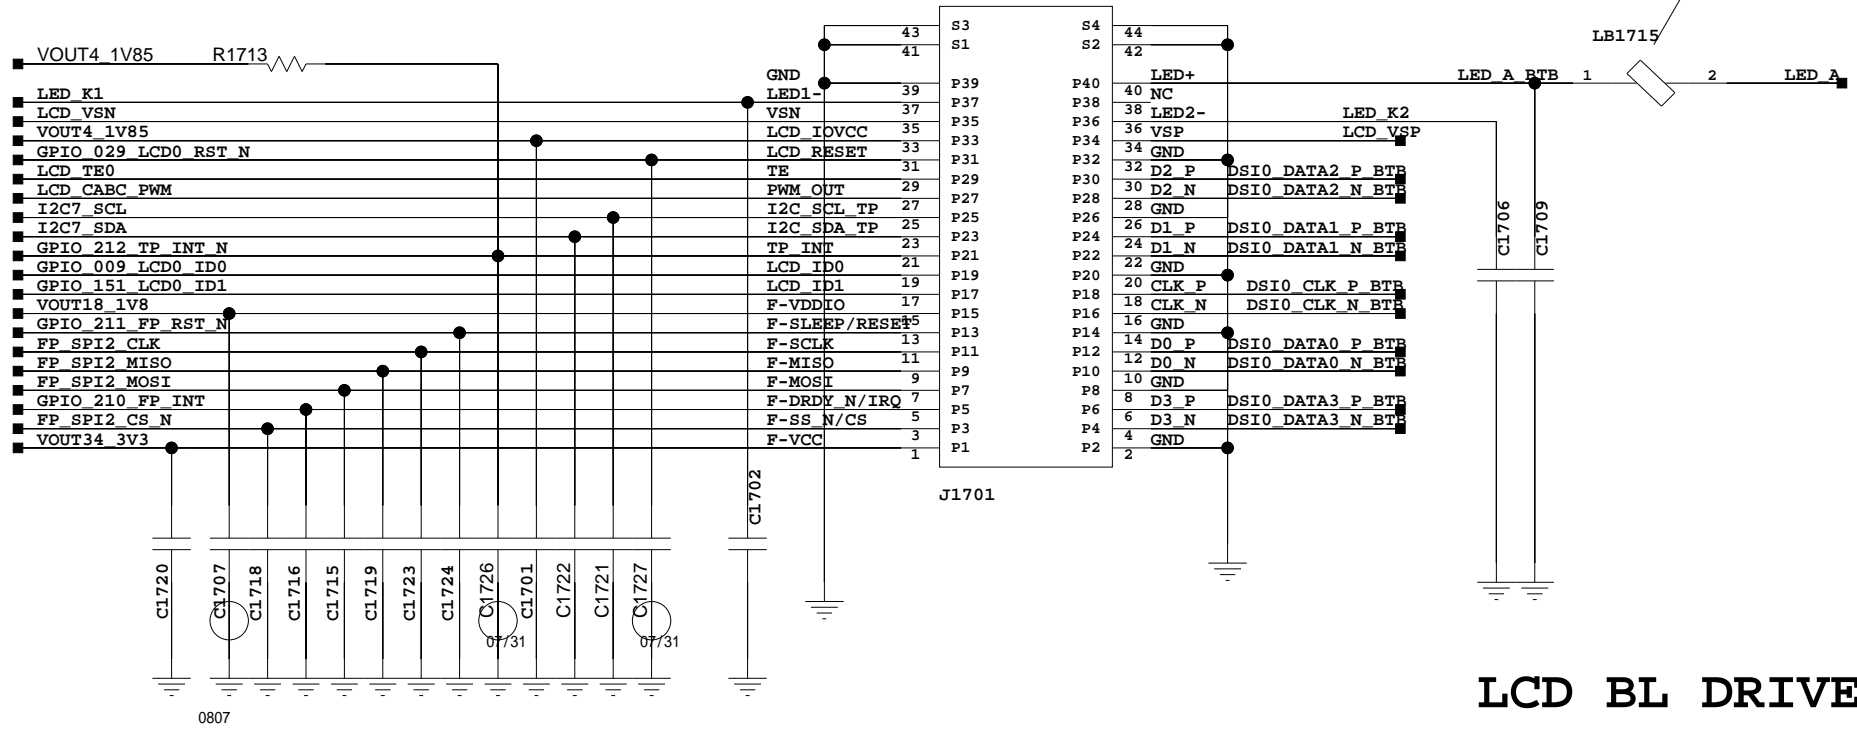 S3 S4
43 44
LB1715
VOUT4_1V85 R1713 41 S1 S2 42
GND P39 P40 LED+ LED_A_BTB 1 2 LED_A
LED_K1 LED1- 39 P37 P38 40 NC
LCD_VSN VSN 37 P35 P36 38 LED2- LED_K2
VOUT4_1V85 LCD_IOVCC 35 P33 P34 36 VSP LCD_VSP
GPIO_029_LCD0_RST_N LCD_RESET 33 P31 P32 34 GND
LCD_TE0 TE 31 P29 P30 32 D2_P DSI0_DATA2_P_BTB
LCD_CABC_PWM PWM_OUT 29 P27 P28 30 D2_N DSI0_DATA2_N_BTB
I2C7_SCL I2C_SCL_TP 27 P25 P26 28 GND
I2C7_SDA I2C_SDA_TP 25 P23 P24 26 D1_P DSI0_DATA1_P_BTB
GPIO_212_TP_INT_N TP_INT 23 P21 P22 24 D1_N DSI0_DATA1_N_BTB
GPIO_009_LCD0_ID0 LCD_ID0 21 P19 P20 22 GND
GPIO_151_LCD0_ID1 LCD_ID1 19 P17 P18 20 CLK_P DSI0_CLK_P_BTB
VOUT18_1V8 F-VDDIO 17 P15 P16 18 CLK_N DSI0_CLK_N_BTB
GPIO_211_FP_RST_N F-SLEEP/RESET 15 P13 P14 16 GND
FP_SPI2_CLK F-SCLK 13 P11 P12 14 D0_P DSI0_DATA0_P_BTB
FP_SPI2_MISO F-MISO 11 P9 P10 12 D0_N DSI0_DATA0_N_BTB
FP_SPI2_MOSI F-MOSI 9 P7 P8 10 GND
GPIO_210_FP_INT F-DRDY_N/IRQ 7 P5 P6 8 D3_P DSI0_DATA3_P_BTB
FP_SPI2_CS_N F-SS_N/CS 5 P3 P4 6 D3_N DSI0_DATA3_N_BTB
VOUT34_3V3 F-VCC 3 P1 P2 4 GND
1 2
C1706
C1709
C1702
J1701
C1720
C1707
C1718
C1716
C1715
C1719
C1723
C1724
C1726
C1701
C1722
C1721
C1727
07/31
07/31
0807
LCD BL DRIVE